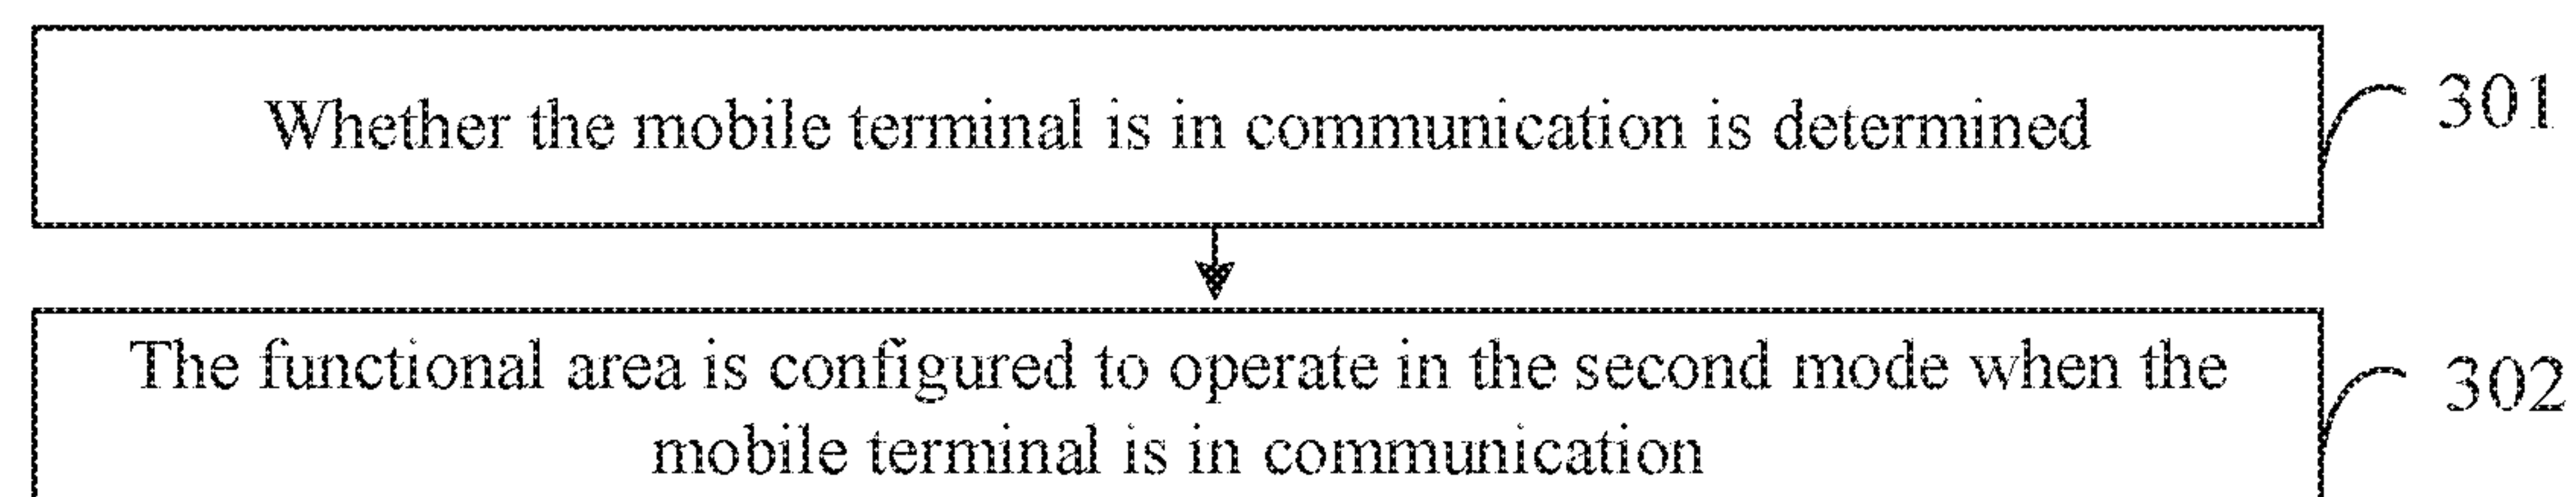 Whether the mobile terminal is in communication is determined
301
The functional area is configured to operate in the second mode when the
mobile terminal is in communication
302